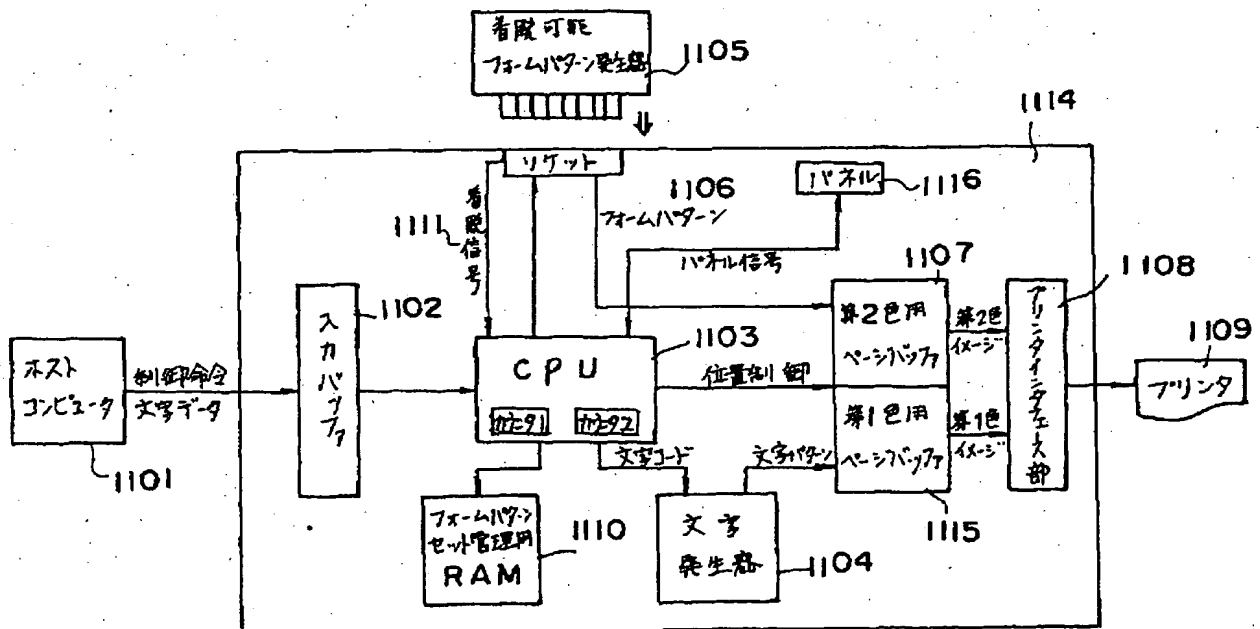 着脱可能
フォームパターン発生器
1105
1114
ソケット
1106
フォームパターン
パネル
1116
1111
着脱信号
パネル信号
1107
1108
1102
入力バッファ
1103
CPU
カウンタ1
カウンタ2
位置制御
第2色用
ページバッファ
第2色
イメージ
プリンタインタフェース部
1109
プリンタ
ホスト
コンピュータ
1101
制御命令
文字データ
第1色用
ページバッファ
第1色
イメージ
文字コード
文字パターン
1115
フォームパターン
セット管理用
RAM
1110
文字
発生器
1104